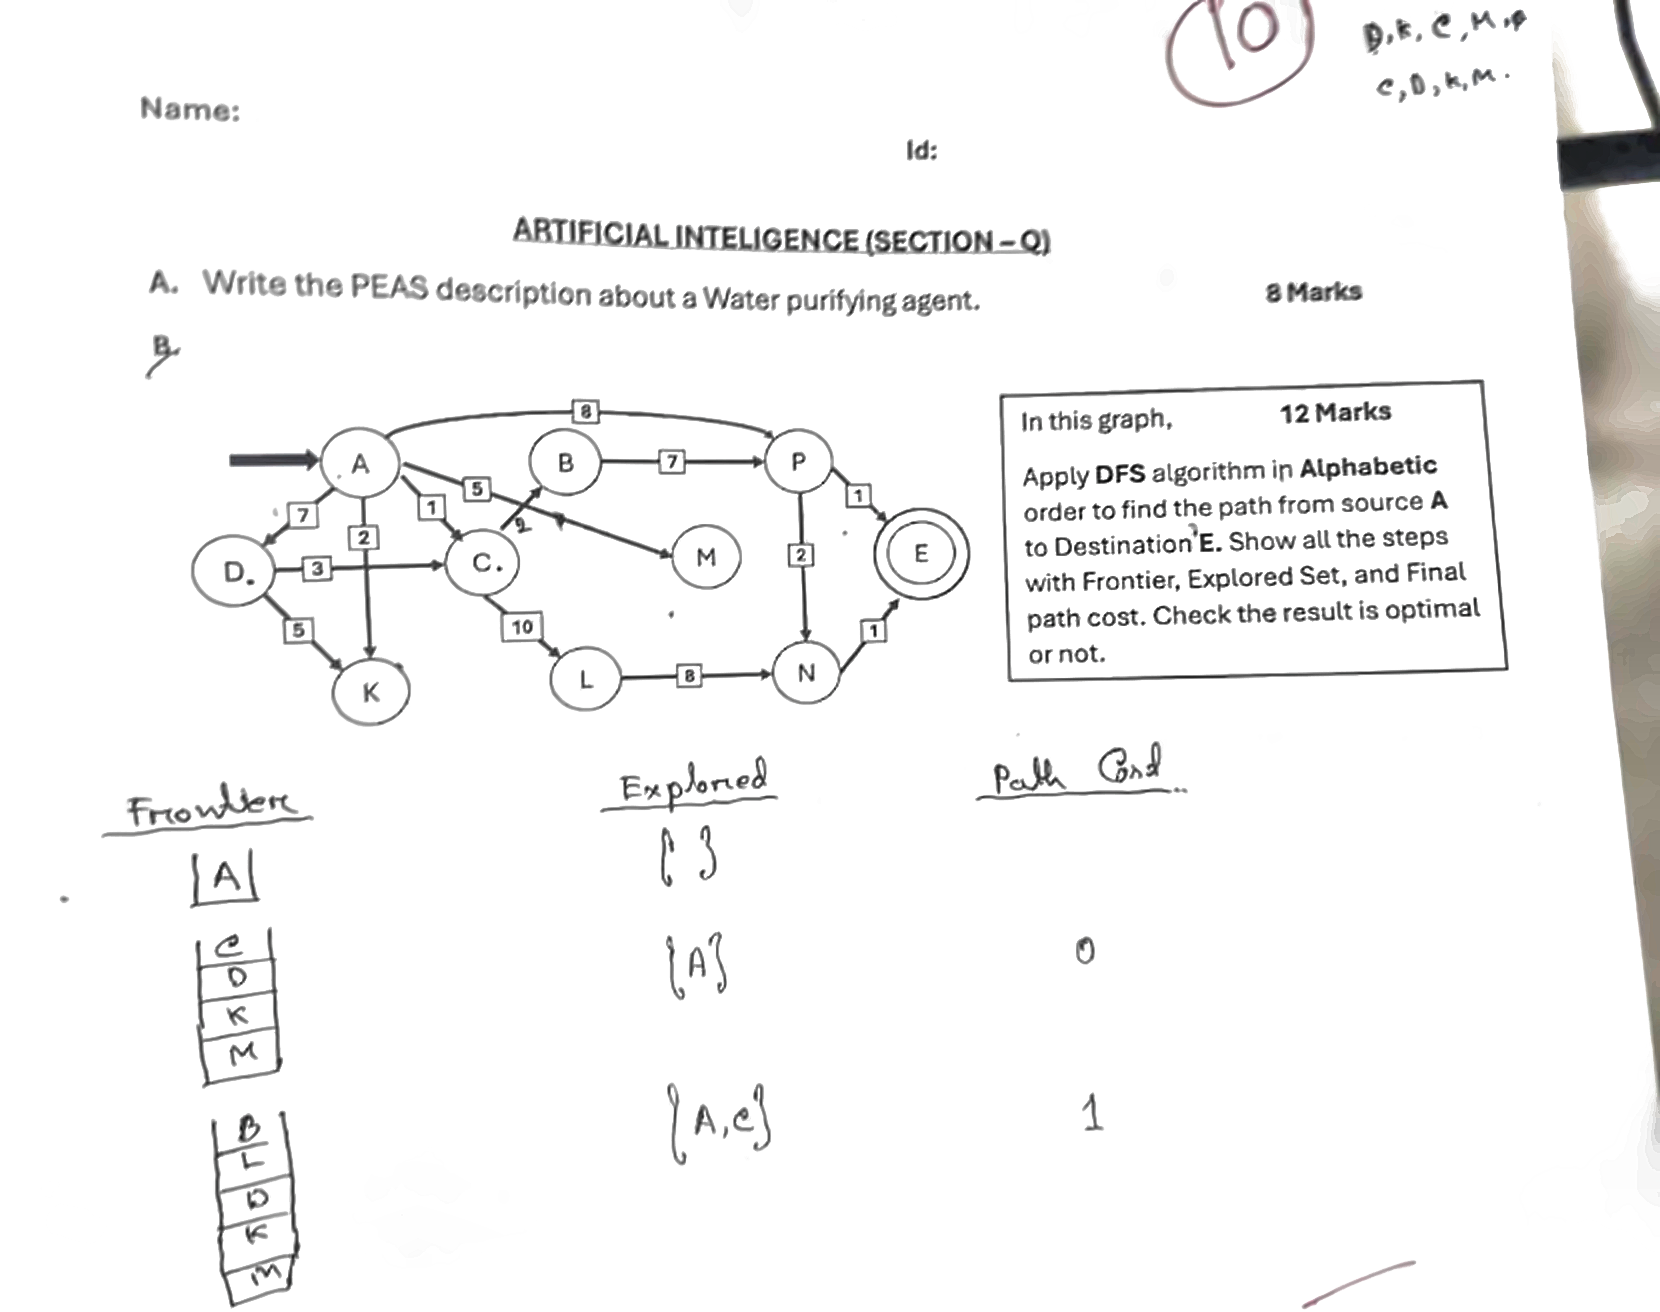 10
D,K,C,M,P
C,D,K,M.
Name:
Id:
ARTIFICIAL INTELIGENCE (SECTION – Q)
A. Write the PEAS description about a Water purifying agent. 8 Marks
B.
8
A
B
7
P
5
1
1
7
2
2
D.
3
C.
M
2
E
5
10
1
K
L
8
N
In this graph, 12 Marks
Apply DFS algorithm in Alphabetic
order to find the path from source A
to Destination E. Show all the steps
with Frontier, Explored Set, and Final
path cost. Check the result is optimal
or not.
Explored
Path
A
{ }
C
D
K
M
{A}
0
B
L
D
K
M
{A,C}
1